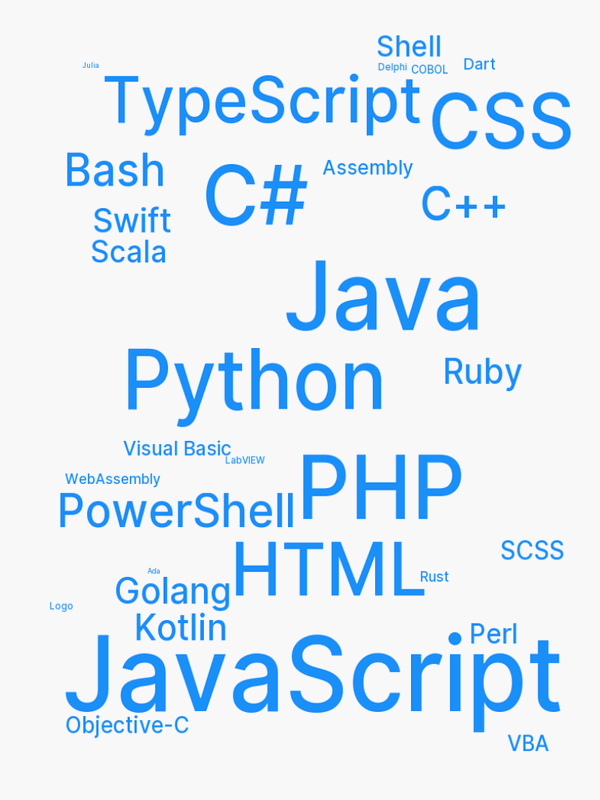 Shell
Julia
Delphi
COBOL
Dart
TypeScript
CSS
Bash
C#
Assembly
C++
Swift
Scala
Java
Python
Ruby
Visual Basic
LabVIEW
WebAssembly
PHP
PowerShell
SCSS
HTML
Ada
Rust
Golang
Logo
Kotlin
Perl
JavaScript
Objective-C
VBA